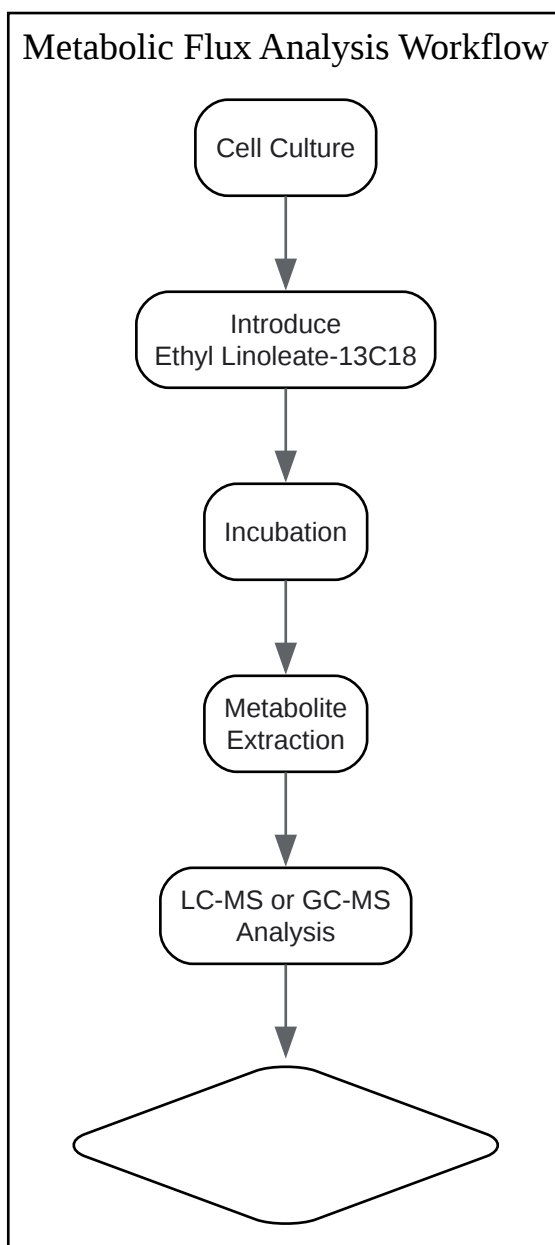 Metabolic Flux Analysis Workflow
Cell Culture
Introduce
Ethyl Linoleate-13C18
Incubation
Metabolite
Extraction
LC-MS or GC-MS
Analysis